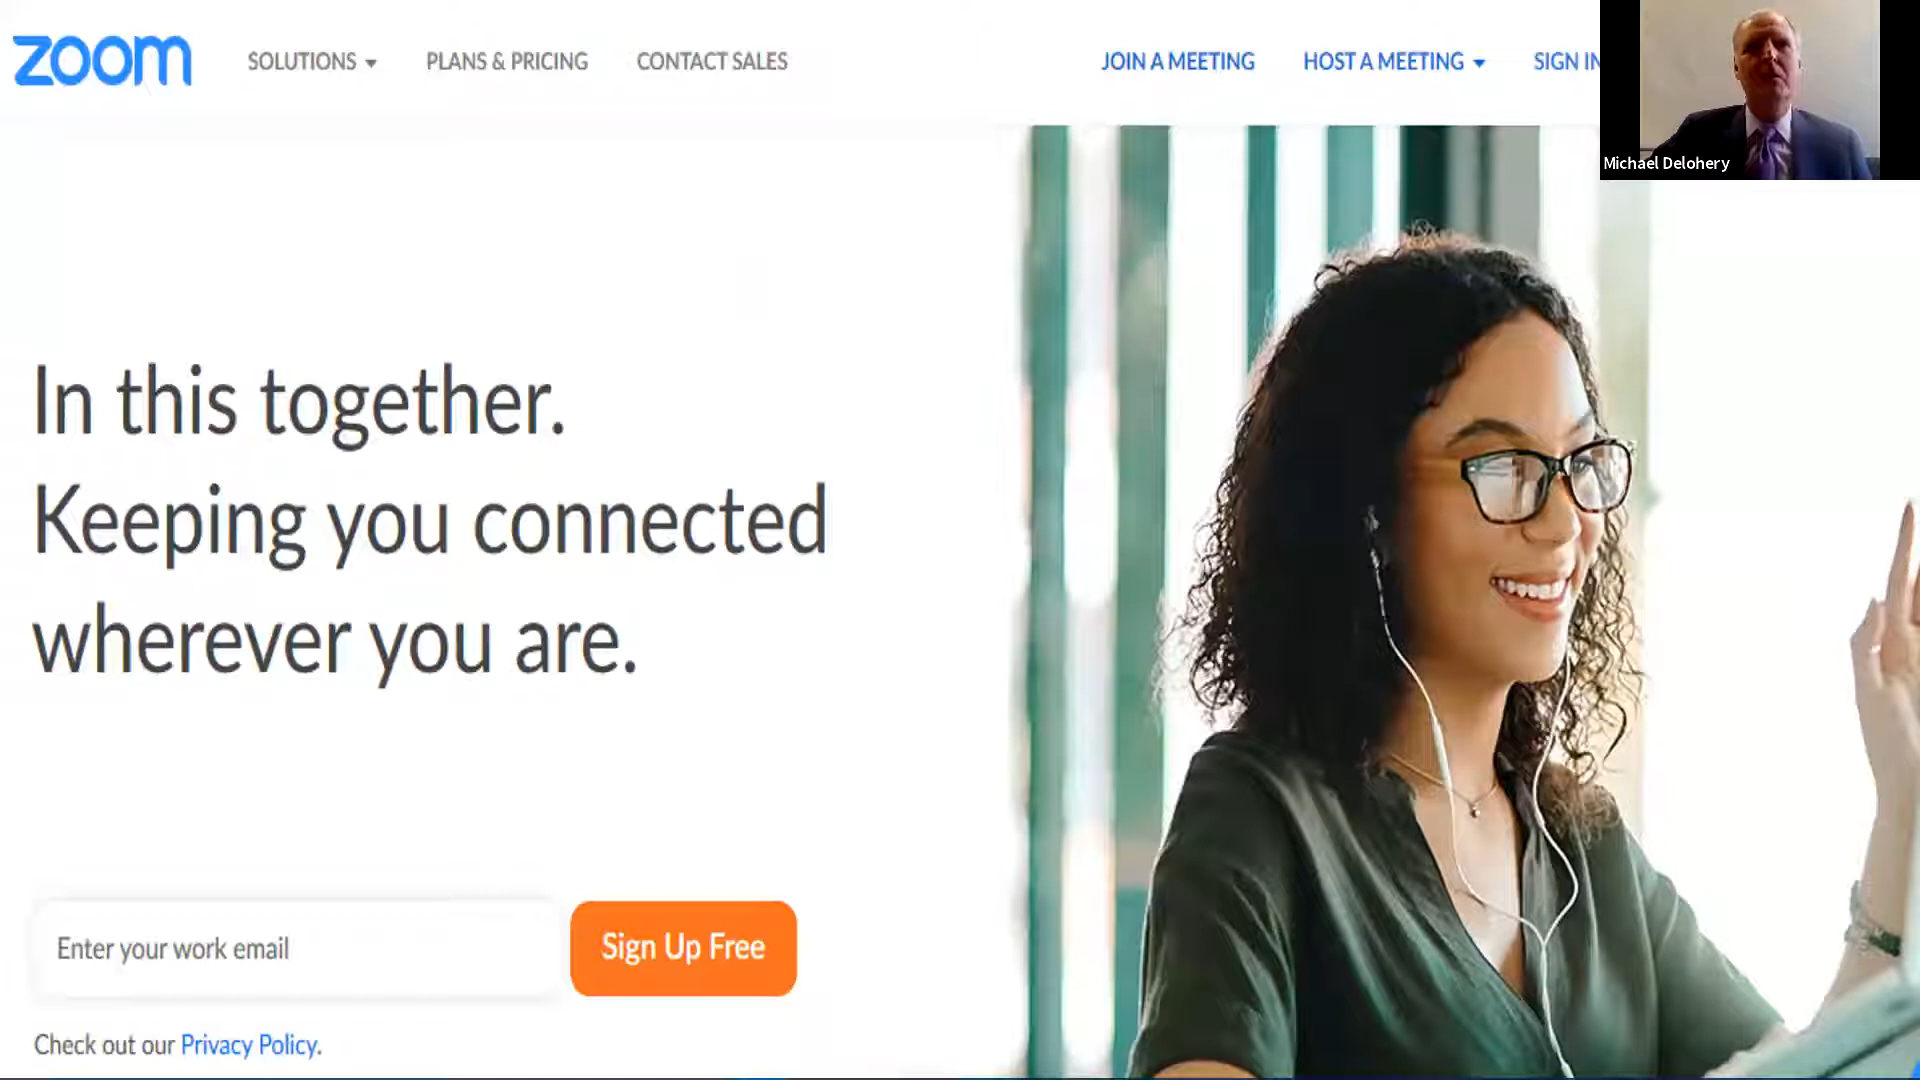 zoom
SOLUTIONS
PLANS & PRICING
CONTACT SALES
JOIN A MEETING
HOST A MEETING
SIGN IN
Michael Delohery
In this together.
Keeping you connected
wherever you are.
Enter your work email
Sign Up Free
Check out our Privacy Policy.